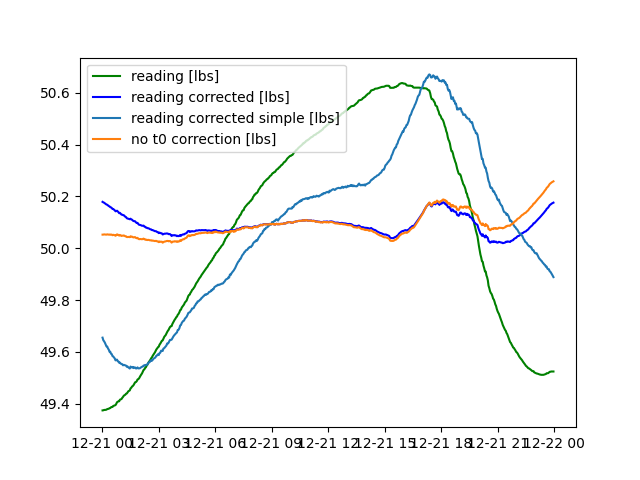 reading [lbs]
reading corrected [lbs]
reading corrected simple [lbs]
no t0 correction [lbs]
50.6
50.4
50.2
50.0
49.8
49.6
49.4
12-21 00 12-21 03 12-21 06 12-21 09 12-21 12 12-21 15 12-21 18 12-21 21 12-22 00